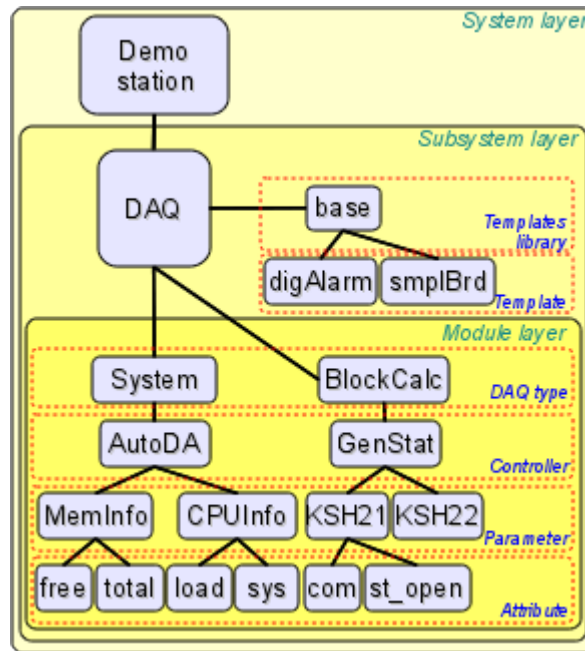 System layer
Demo
station
Subsystem layer
DAQ
base
Templates
library
digAlarm smplBrd
Template
Module layer
System BlockCalc
DAQ type
AutoDA GenStat
Controller
MemInfo CPUInfo KSH21 KSH22
Parameter
free total load sys com st_open
Attribute